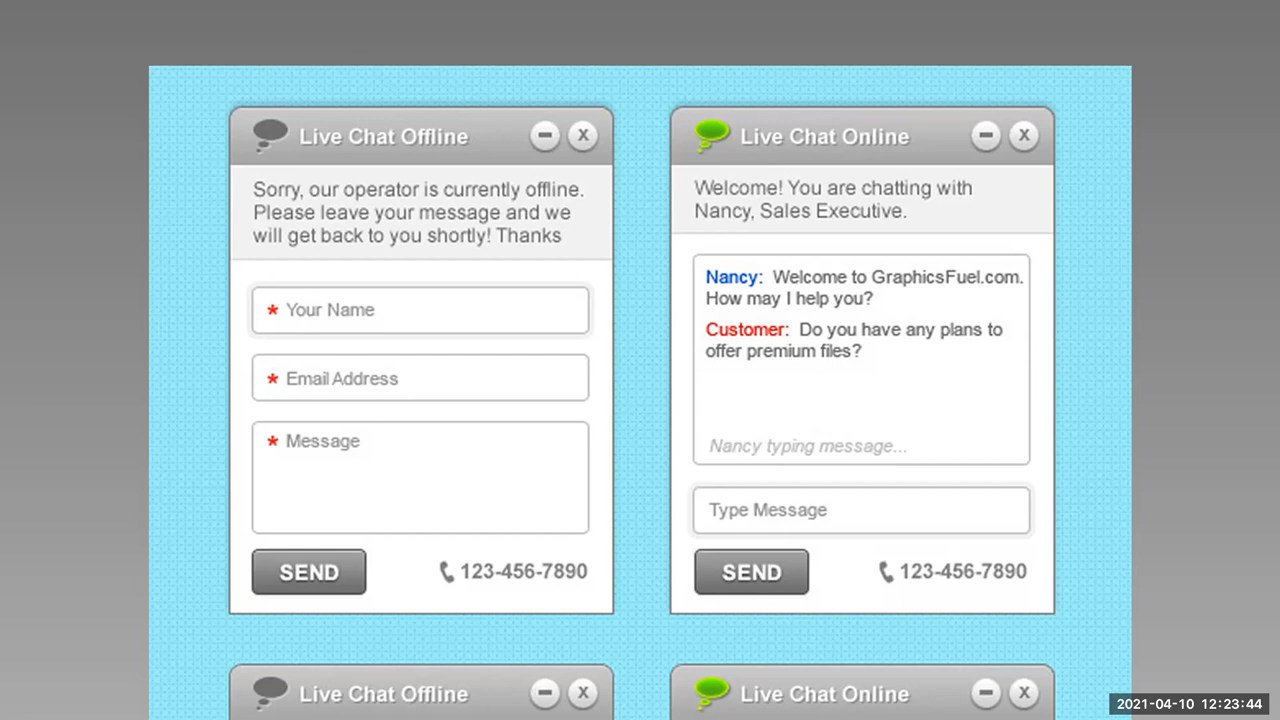 Live Chat Offline
X
Sorry, our operator is currently offline.
Please leave your message and we
will get back to you shortly! Thanks
* Your Name
* Email Address
* Message
SEND
123-456-7890
Live Chat Online
X
Welcome! You are chatting with
Nancy, Sales Executive.
Nancy: Welcome to GraphicsFuel.com.
How may I help you?
Customer: Do you have any plans to
offer premium files?
Nancy typing message...
Type Message
SEND
123-456-7890
Live Chat Offline
X
Live Chat Online
X
2021-04-10 12:23:44